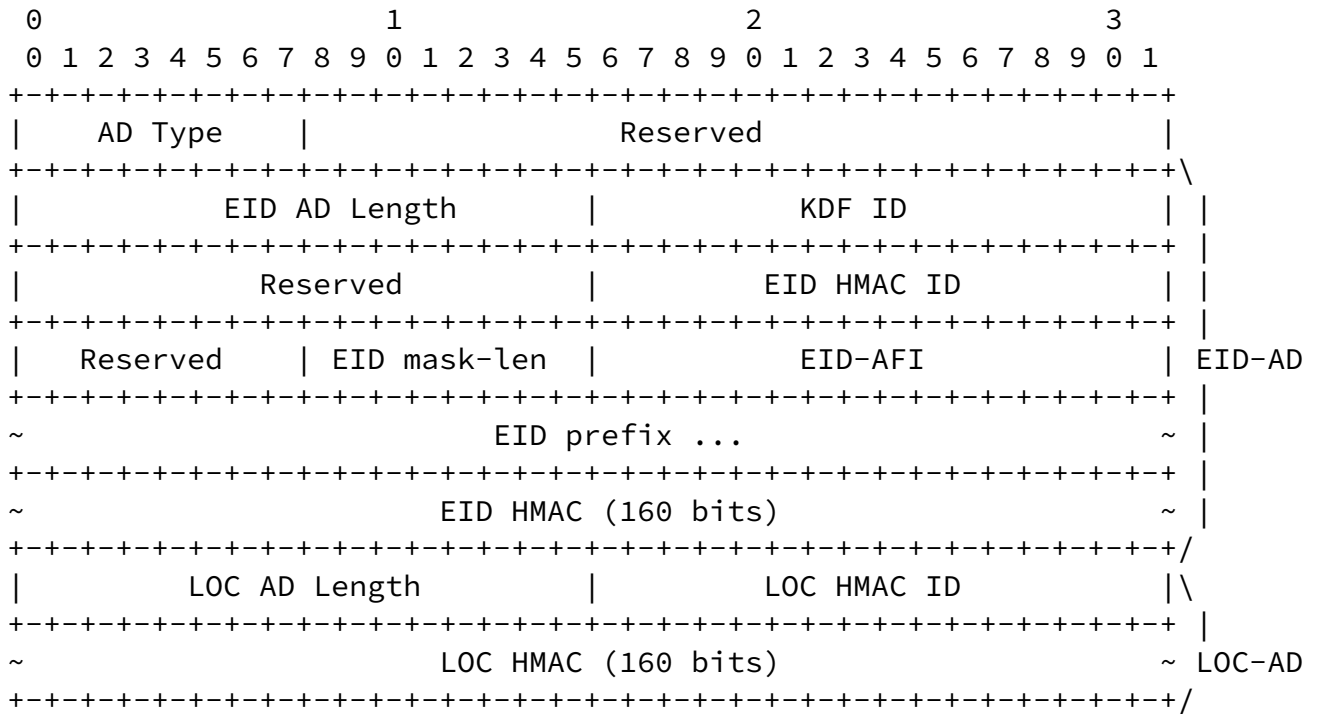 0                   1                   2                   3
 0 1 2 3 4 5 6 7 8 9 0 1 2 3 4 5 6 7 8 9 0 1 2 3 4 5 6 7 8 9 0 1
+-+-+-+-+-+-+-+-+-+-+-+-+-+-+-+-+-+-+-+-+-+-+-+-+-+-+-+-+-+-+-+-+
|    AD Type    |                 Reserved                      |
+-+-+-+-+-+-+-+-+-+-+-+-+-+-+-+-+-+-+-+-+-+-+-+-+-+-+-+-+-+-+-+-+\
|           EID AD Length       |           KDF ID              | |
+-+-+-+-+-+-+-+-+-+-+-+-+-+-+-+-+-+-+-+-+-+-+-+-+-+-+-+-+-+-+-+-+ |
|             Reserved          |         EID HMAC ID           | |
+-+-+-+-+-+-+-+-+-+-+-+-+-+-+-+-+-+-+-+-+-+-+-+-+-+-+-+-+-+-+-+-+ |
|   Reserved    | EID mask-len  |           EID-AFI             | EID-AD
+-+-+-+-+-+-+-+-+-+-+-+-+-+-+-+-+-+-+-+-+-+-+-+-+-+-+-+-+-+-+-+-+ |
~                          EID prefix ...                       ~ |
+-+-+-+-+-+-+-+-+-+-+-+-+-+-+-+-+-+-+-+-+-+-+-+-+-+-+-+-+-+-+-+-+ |
~                       EID HMAC (160 bits)                     ~ |
+-+-+-+-+-+-+-+-+-+-+-+-+-+-+-+-+-+-+-+-+-+-+-+-+-+-+-+-+-+-+-+-+/
|         LOC AD Length         |         LOC HMAC ID           |\
+-+-+-+-+-+-+-+-+-+-+-+-+-+-+-+-+-+-+-+-+-+-+-+-+-+-+-+-+-+-+-+-+ |
~                       LOC HMAC (160 bits)                     ~ LOC-AD
+-+-+-+-+-+-+-+-+-+-+-+-+-+-+-+-+-+-+-+-+-+-+-+-+-+-+-+-+-+-+-+-+/